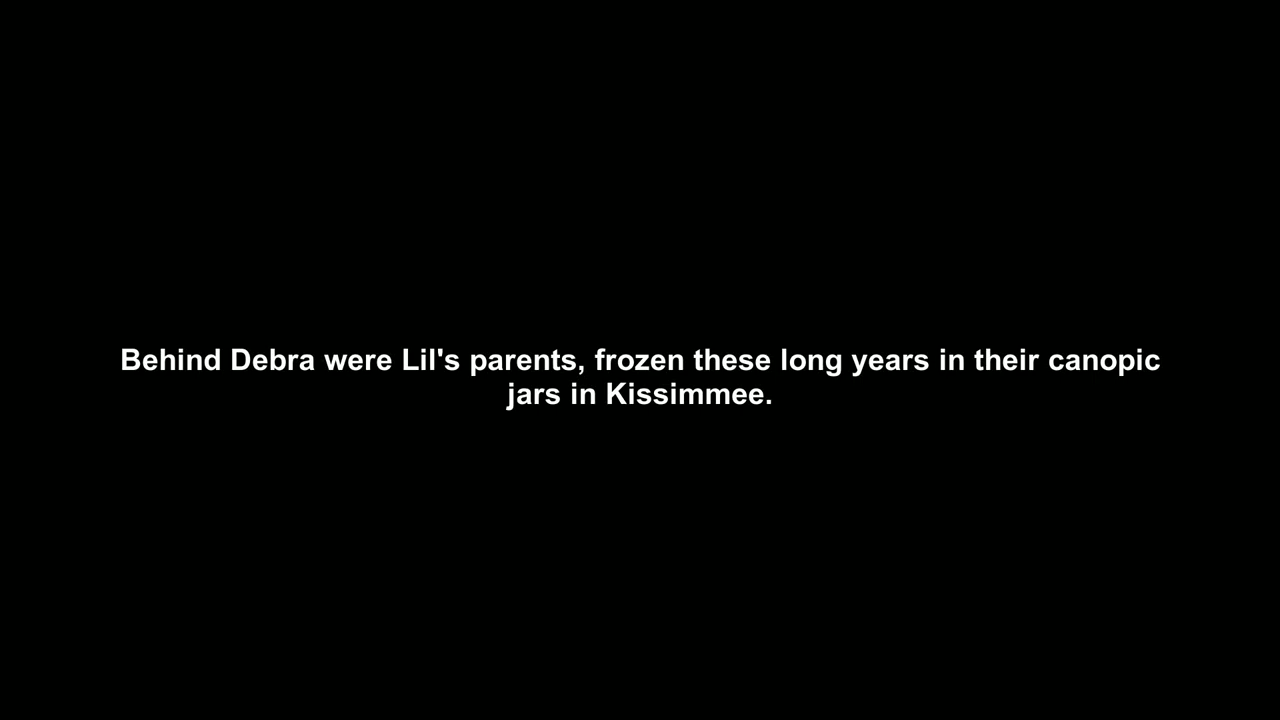 Behind Debra were Lil's parents, frozen these long years in their canopic
jars in Kissimmee.